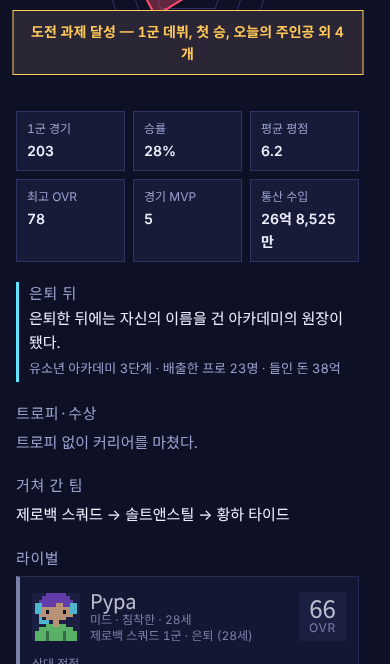 도전 과제 달성 — 1군 데뷔, 첫 승, 오늘의 주인공 외 4
개
1군 경기
203
승률
28%
평균 평점
6.2
최고 OVR
78
경기 MVP
5
통산 수입
26억 8,525
만
은퇴 뒤
은퇴한 뒤에는 자신의 이름을 건 아카데미의 원장이
됐다.
유소년 아카데미 3단계 · 배출한 프로 23명 · 들인 돈 38억
트로피 · 수상
트로피 없이 커리어를 마쳤다.
거쳐 간 팀
제로백 스쿼드 → 솔트앤스틸 → 황하 타이드
라이벌
Pypa
미드 · 침착한 · 28세
제로백 스쿼드 1군 · 은퇴 (28세)
66
OVR